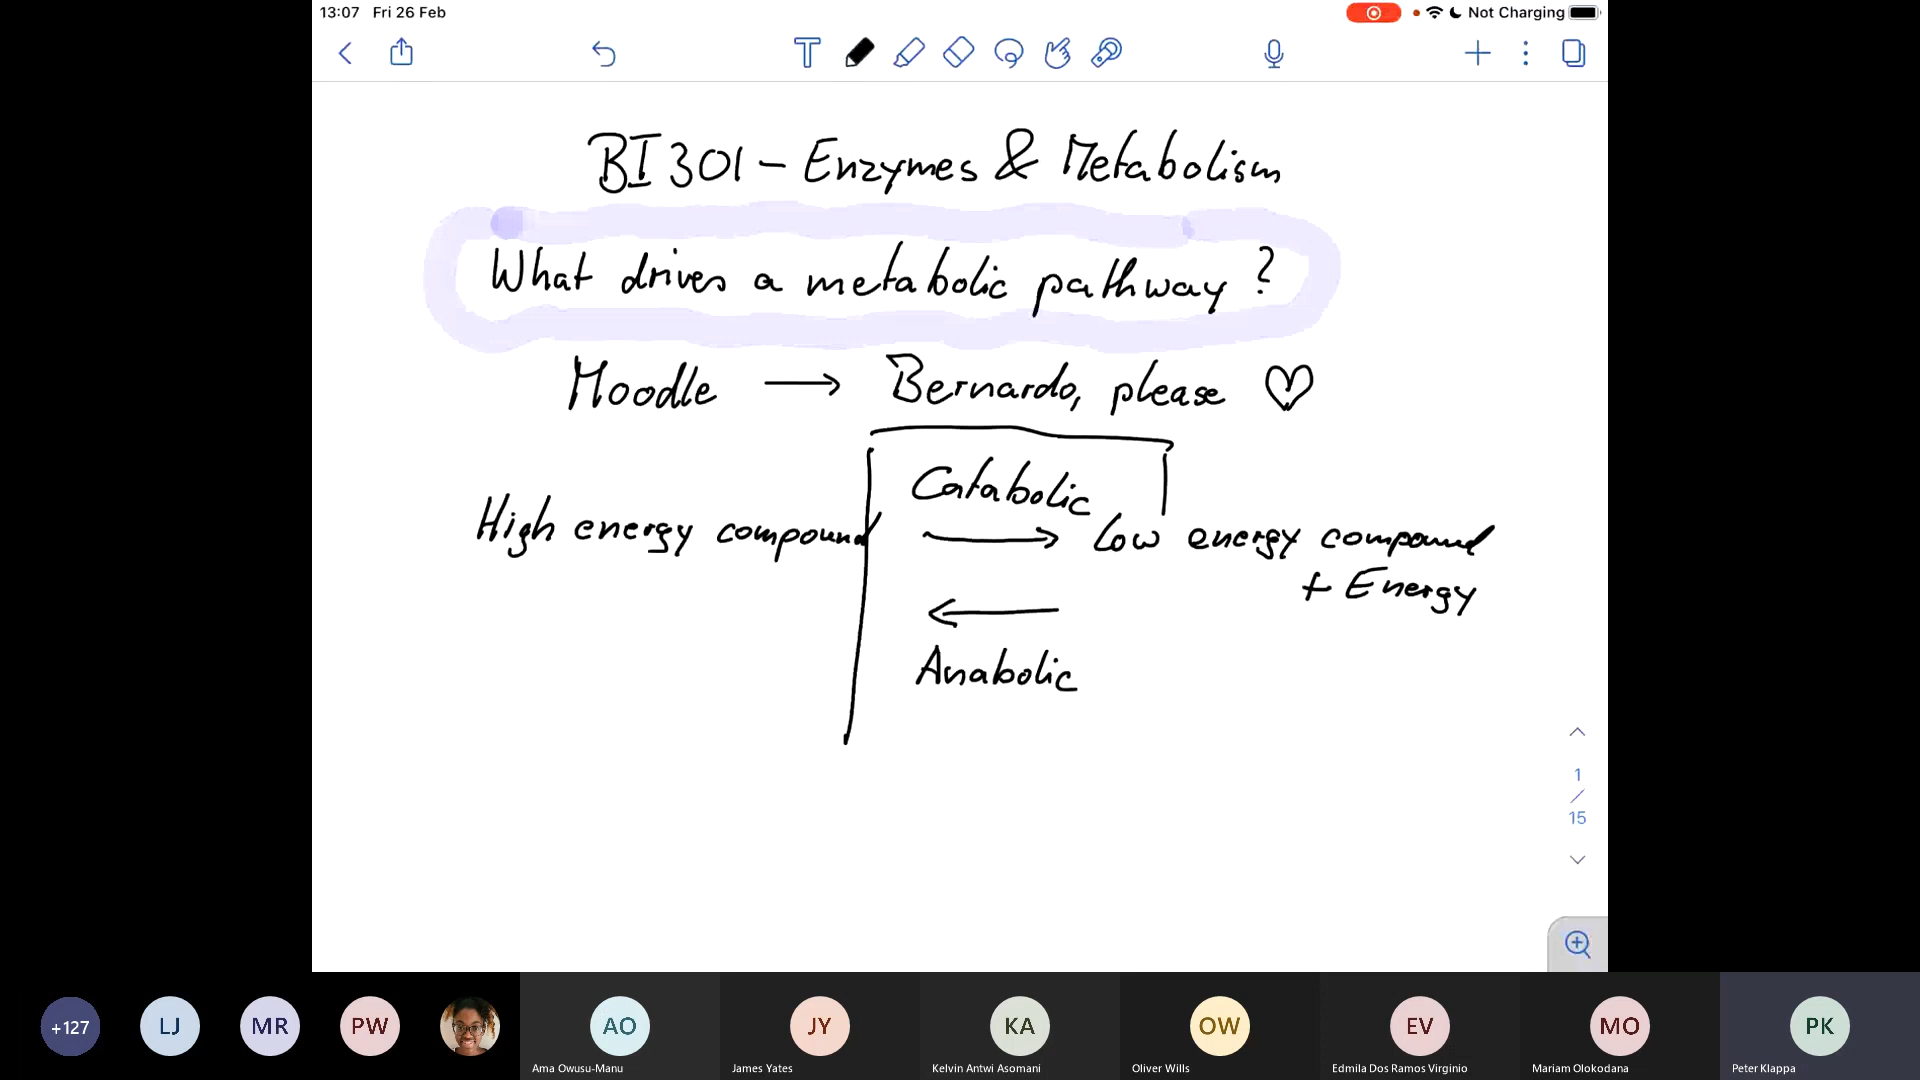 13:07 Fri 26 Feb
Not Charging
BI301 – Enzymes & Metabolism
What drives a metabolic pathway?
Moodle → Bernardo, please ♡
Catabolic
High energy compound → Low energy compound
+ Energy
←
Anabolic
1
/
15
+127
LJ
MR
PW
AO
JY
KA
OW
EV
MO
PK
Ama Owusu-Manu
James Yates
Kelvin Antwi Asomani
Oliver Wills
Edmila Dos Ramos Virginio
Mariam Olokodana
Peter Klappa